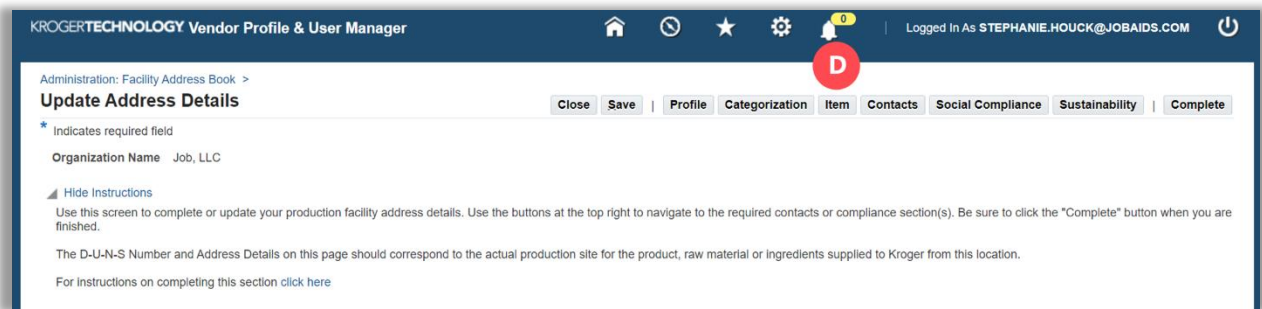 KROGERTECHNOLOGY. Vendor Profile & User Manager
0
Logged In As STEPHANIE.HOUCK@JOBAIDS.COM
D
Administration: Facility Address Book >
Update Address Details
Close Save | Profile Categorization Item Contacts Social Compliance Sustainability | Complete
* Indicates required field
Organization Name Job, LLC
Hide Instructions
Use this screen to complete or update your production facility address details. Use the buttons at the top right to navigate to the required contacts or compliance section(s). Be sure to click the "Complete" button when you are
finished.
The D-U-N-S Number and Address Details on this page should correspond to the actual production site for the product, raw material or ingredients supplied to Kroger from this location.
For instructions on completing this section click here